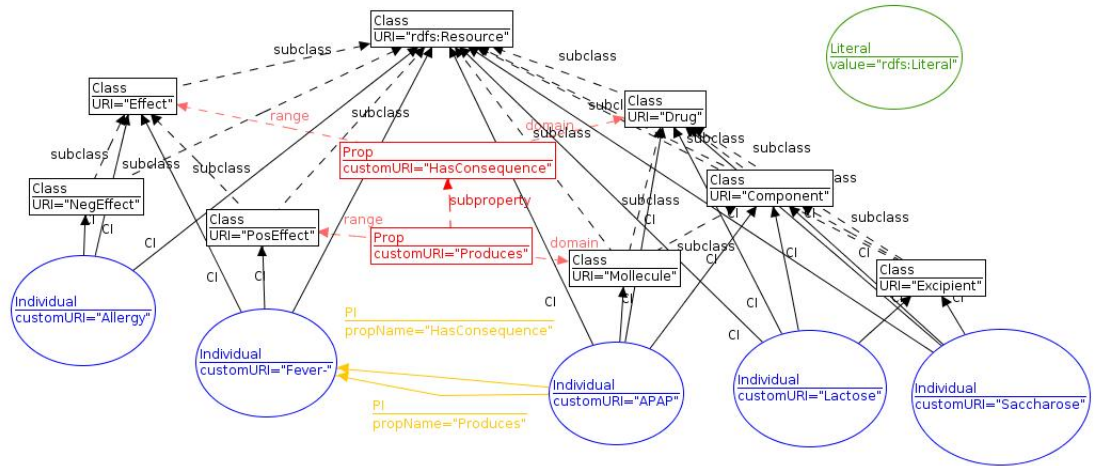 Class
URI="rdfs:Resource"
Literal
value="rdfs:Literal"
subclass
subclass
Class
URI="Effect"
Class
URI="Drug"
range
domain
subclass
subclass
subclass
subclass
Prop
customURI="HasConsequence"
subclass
subclass
subclass
subclass
Class
URI="NegEffect"
Class
URI="Component"
subproperty
CI
CI
CI
Class
URI="PosEffect"
range
Prop
customURI="Produces"
domain
subclass
subclass
CI
CI
CI
CI
CI
Class
URI="Mollecule"
Class
URI="Excipient"
CI
CI
CI
CI
CI
CI
CI
Individual
customURI="Allergy"
PI
propName="HasConsequence"
Individual
customURI="Fever-"
Individual
customURI="APAP"
Individual
customURI="Lactose"
Individual
customURI="Saccharose"
PI
propName="Produces"